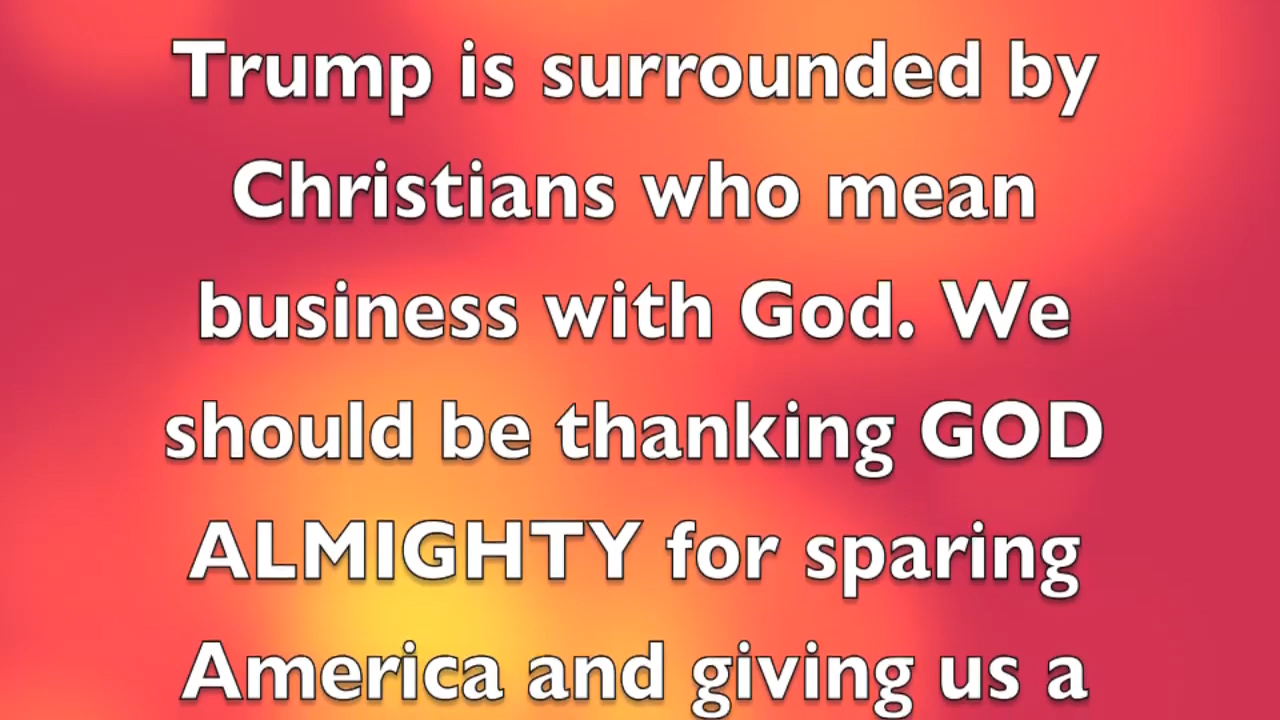 Trump is surrounded by
Christians who mean
business with God. We
should be thanking GOD
ALMIGHTY for sparing
America and giving us a